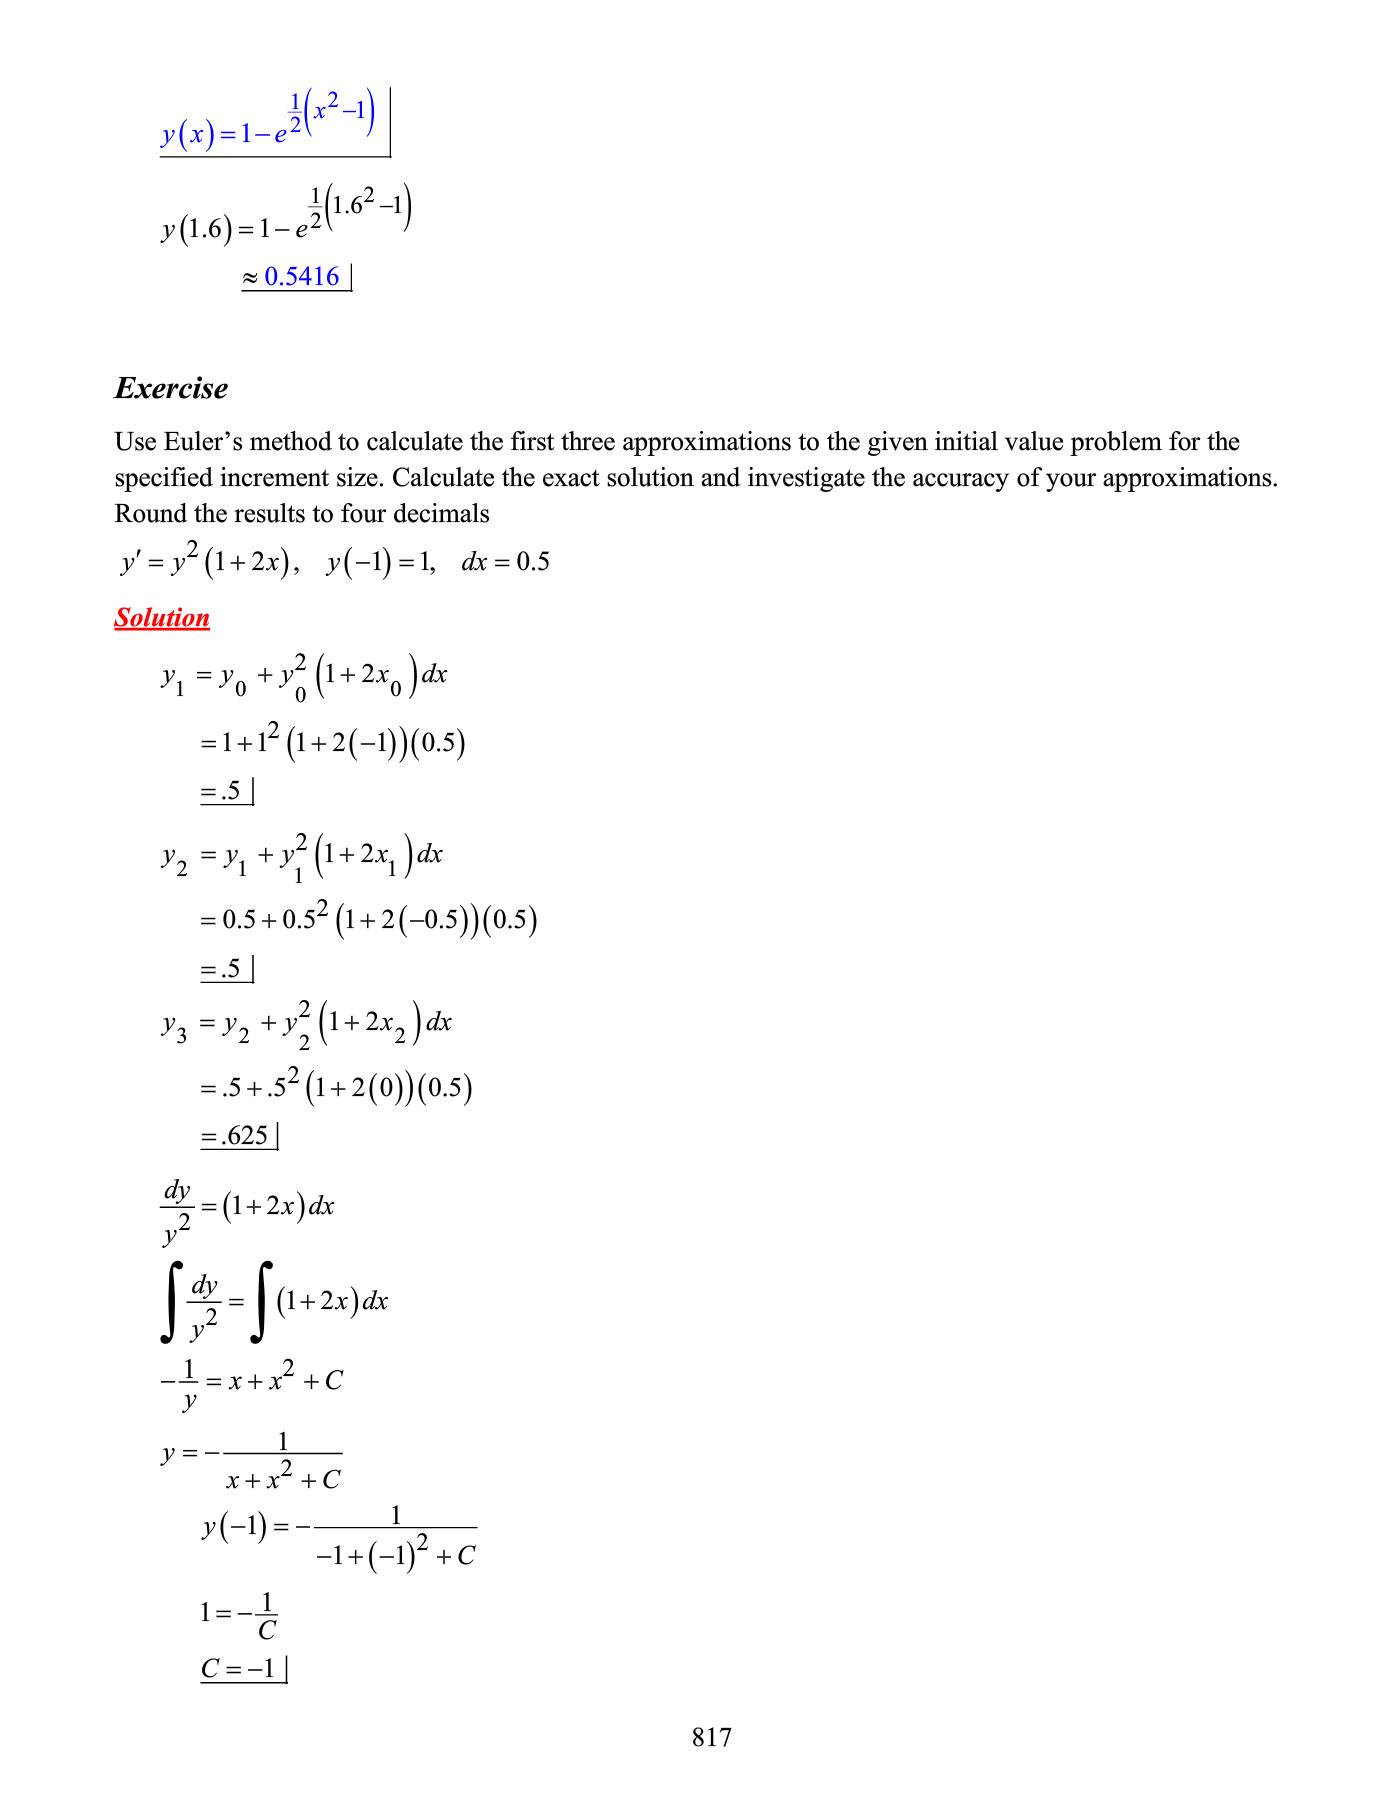 y(x) = 1 − e^{\frac{1}{2}(x^2 − 1)}
y(1.6) = 1 − e^{\frac{1}{2}(1.6^2 − 1)}
≈ 0.5416
Exercise
Use Euler’s method to calculate the first three approximations to the given initial value problem for the
specified increment size. Calculate the exact solution and investigate the accuracy of your approximations.
Round the results to four decimals
y′ = y^2 (1 + 2x),   y(−1) = 1,   dx = 0.5
Solution
y_1 = y_0 + y_0^2 (1 + 2x_0) dx
= 1 + 1^2 (1 + 2(−1))(0.5)
= .5
y_2 = y_1 + y_1^2 (1 + 2x_1) dx
= 0.5 + 0.5^2 (1 + 2(−0.5))(0.5)
= .5
y_3 = y_2 + y_2^2 (1 + 2x_2) dx
= .5 + .5^2 (1 + 2(0))(0.5)
= .625
\frac{dy}{y^2} = (1 + 2x) dx
∫ \frac{dy}{y^2} = ∫ (1 + 2x) dx
−\frac{1}{y} = x + x^2 + C
y = −\frac{1}{x + x^2 + C}
y(−1) = −\frac{1}{−1 + (−1)^2 + C}
1 = −\frac{1}{C}
C = −1
817